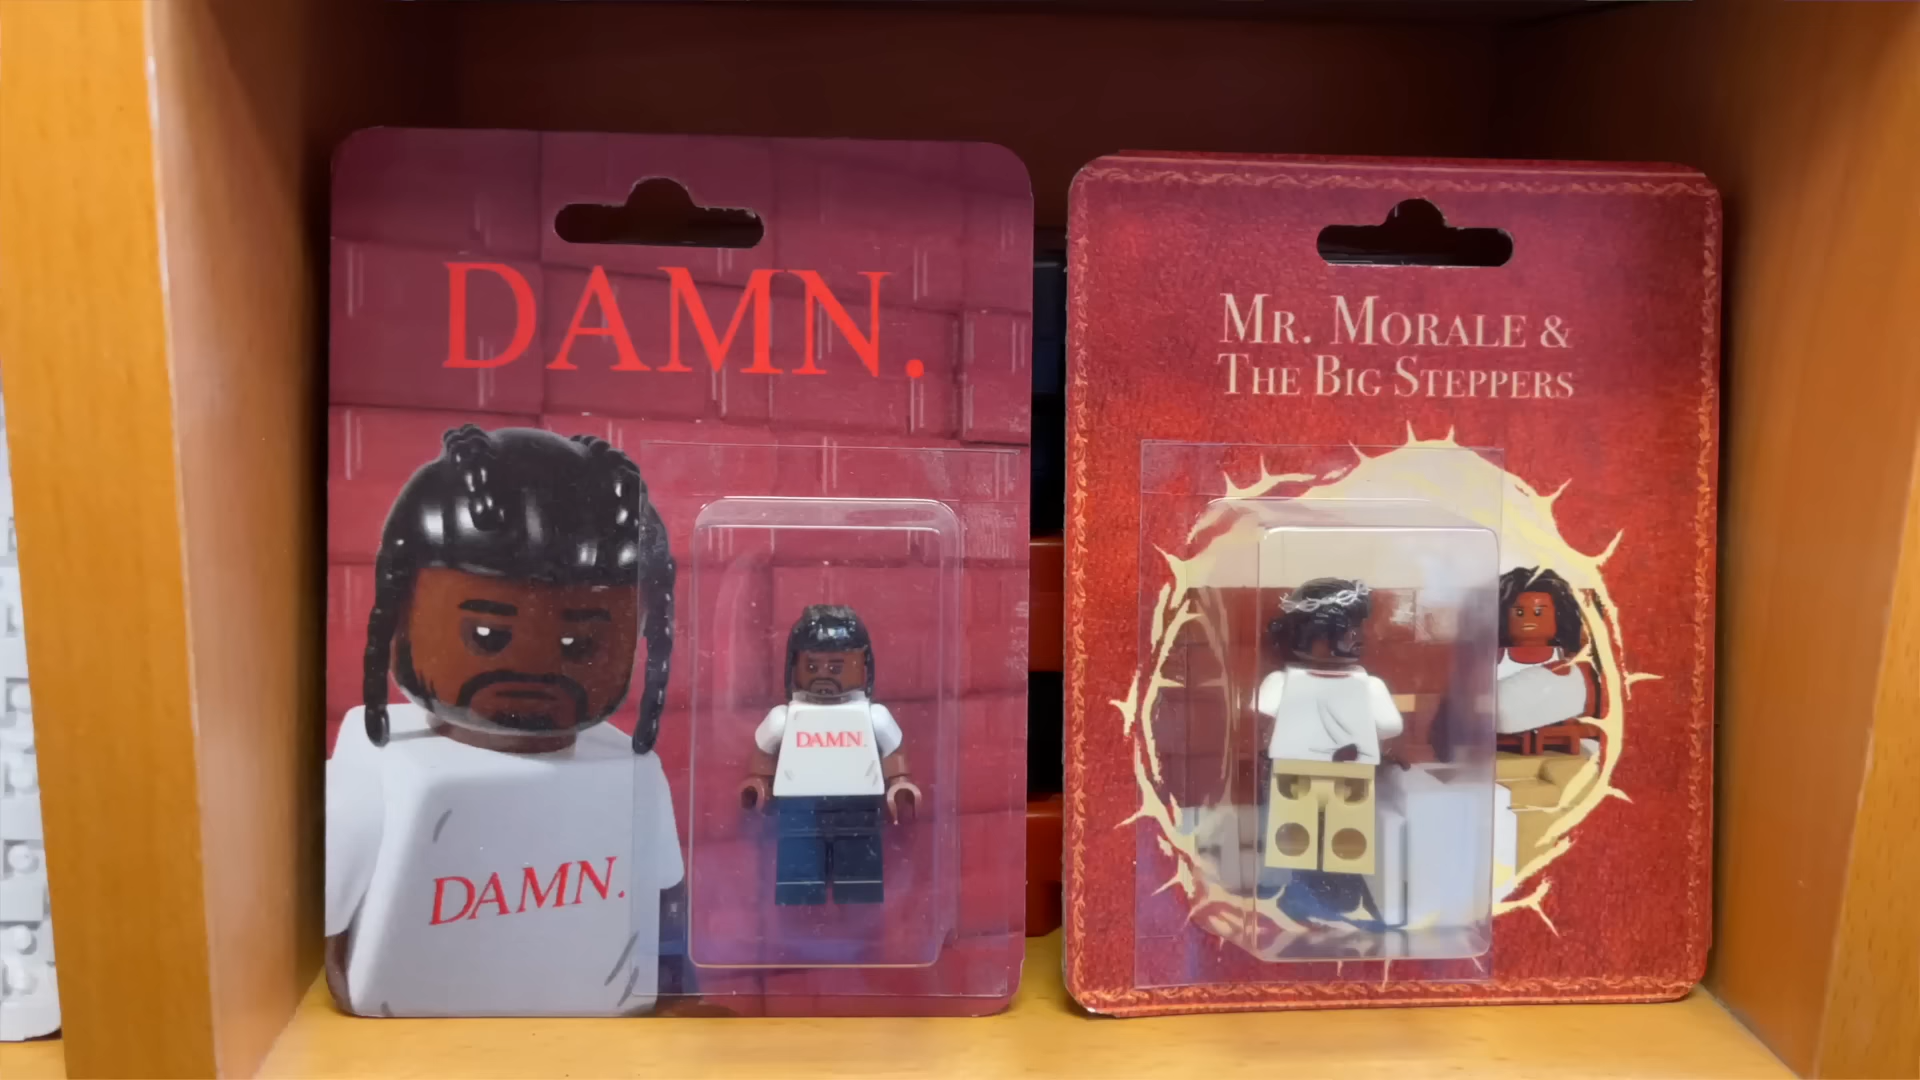 DAMN.
DAMN.
DAMN.
MR. MORALE &
THE BIG STEPPERS